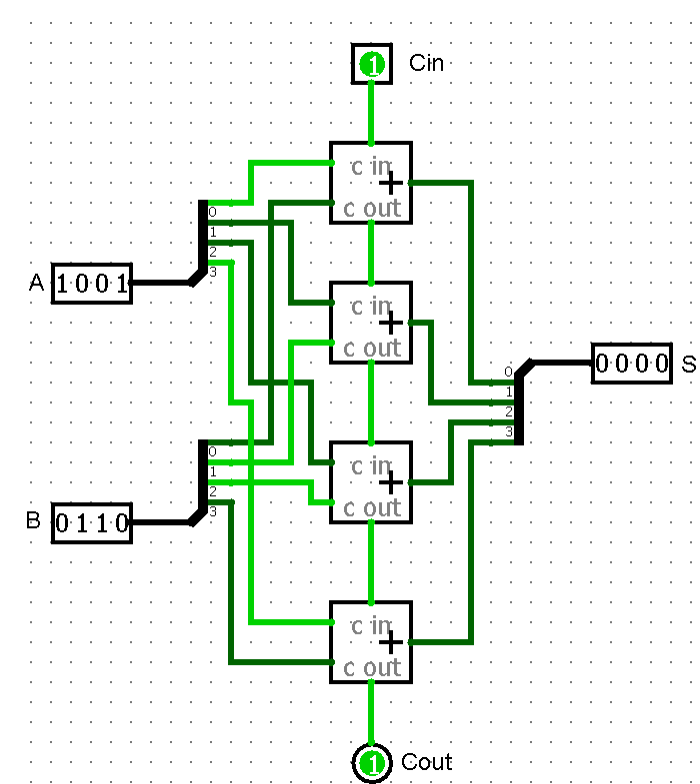 1 Cin
c in
+
c out
0
1
2
3
A 1001
c in
+
c out
0
1
2
3
0000 S
c in
+
c out
0
1
2
3
B 0110
c in
+
c out
1 Cout